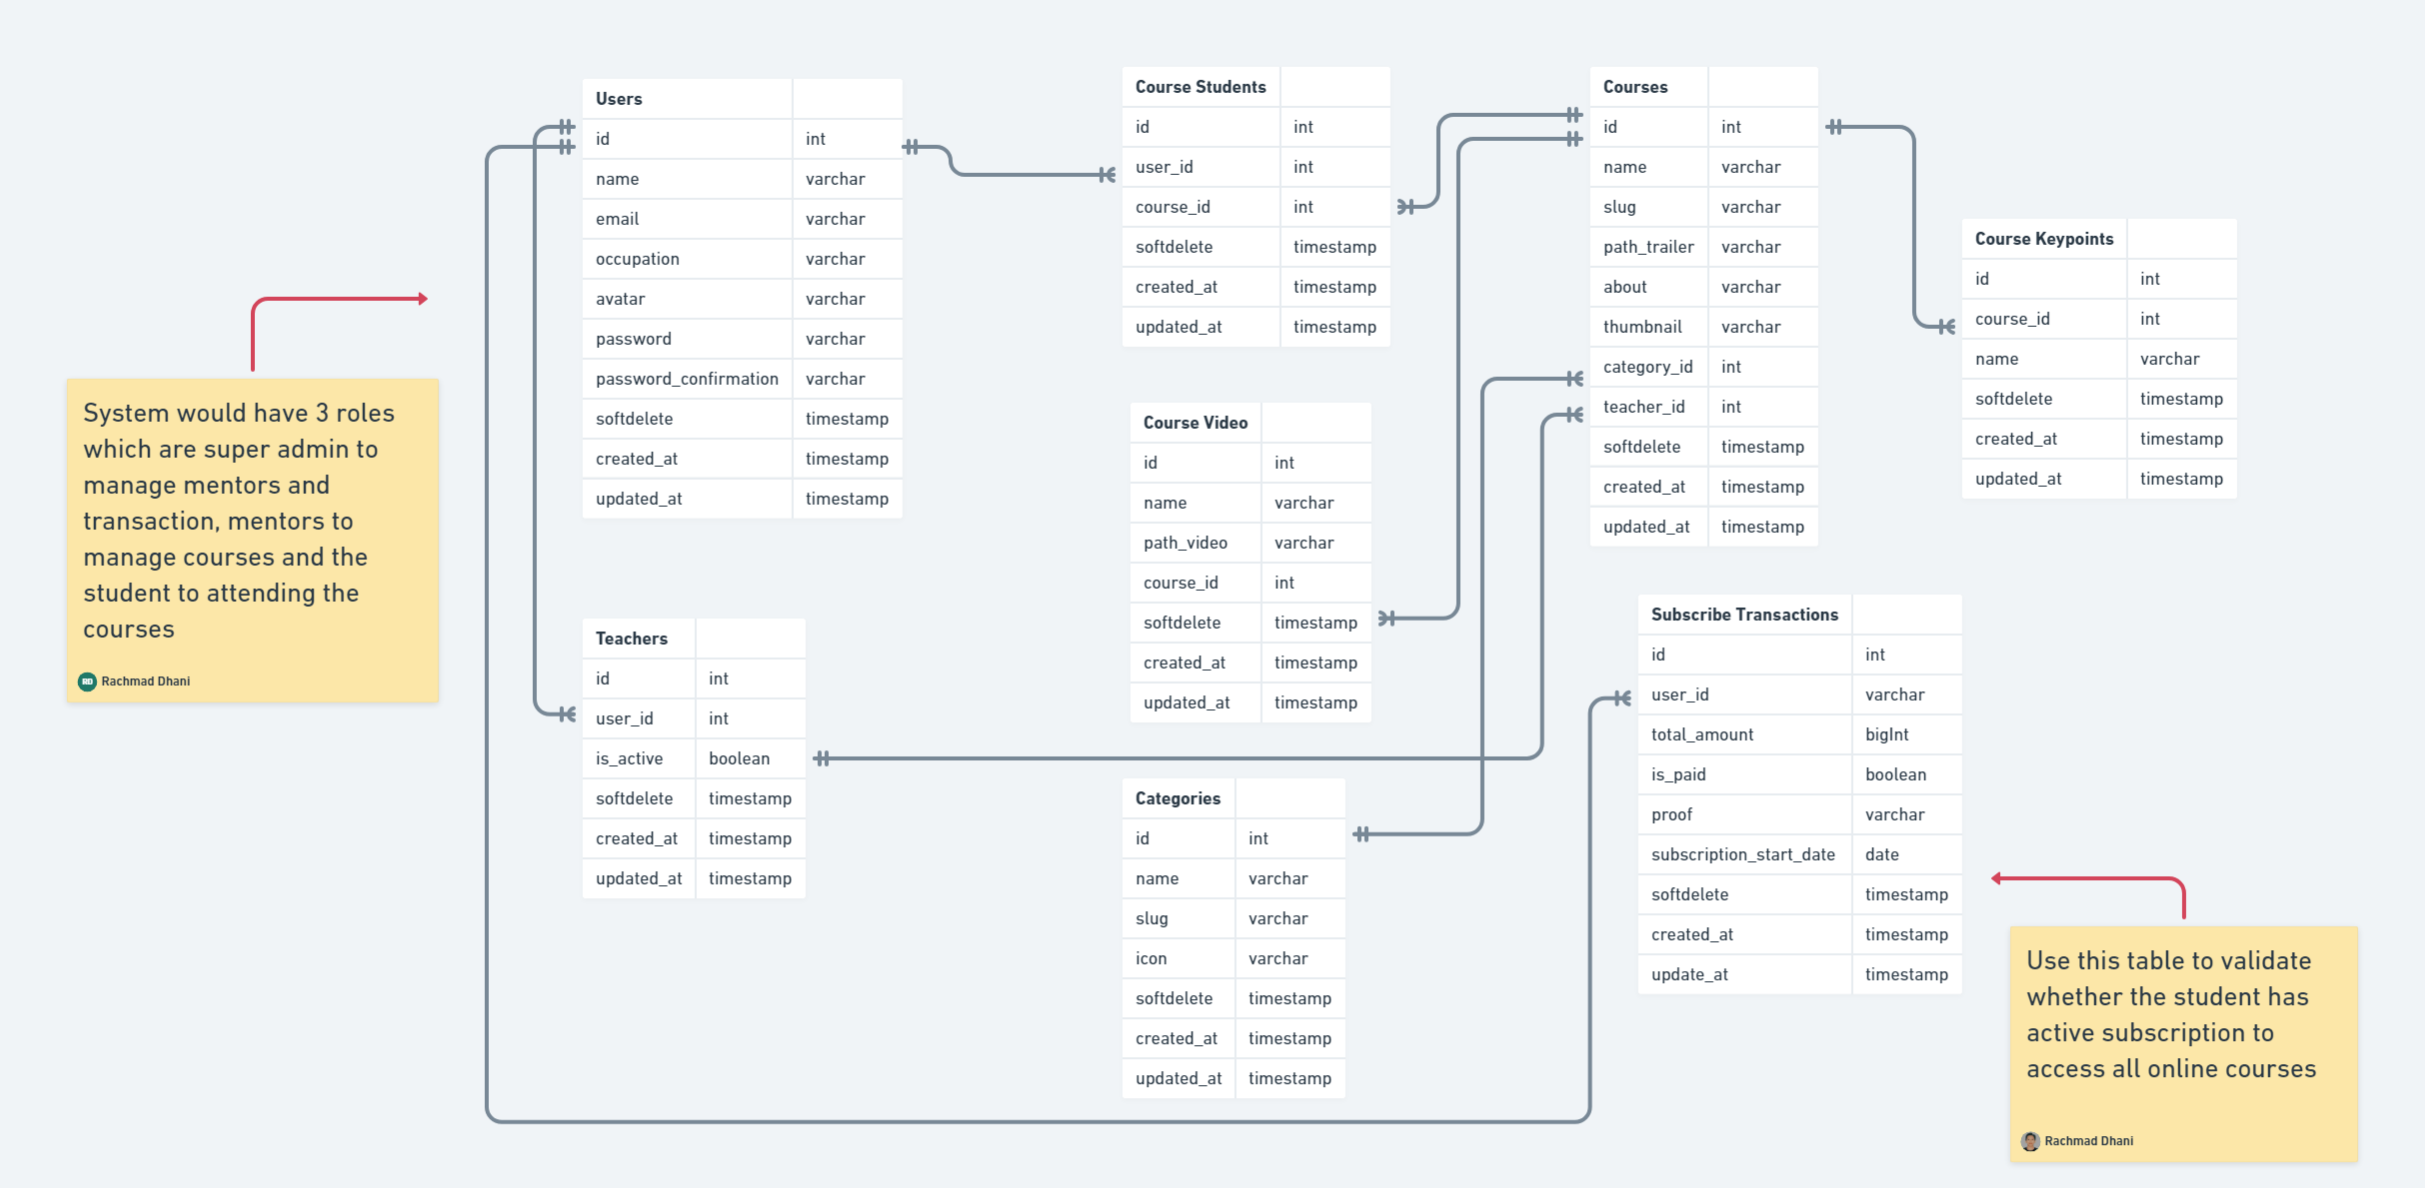 Users
id int
name varchar
email varchar
occupation varchar
avatar varchar
password varchar
password_confirmation varchar
softdelete timestamp
created_at timestamp
updated_at timestamp
Course Students
id int
user_id int
course_id int
softdelete timestamp
created_at timestamp
updated_at timestamp
Courses
id int
name varchar
slug varchar
path_trailer varchar
about varchar
thumbnail varchar
category_id int
teacher_id int
softdelete timestamp
created_at timestamp
updated_at timestamp
Course Keypoints
id int
course_id int
name varchar
softdelete timestamp
created_at timestamp
updated_at timestamp
System would have 3 roles
which are super admin to
manage mentors and
transaction, mentors to
manage courses and the
student to attending the
courses
RD Rachmad Dhani
Course Video
id int
name varchar
path_video varchar
course_id int
softdelete timestamp
created_at timestamp
updated_at timestamp
Teachers
id int
user_id int
is_active boolean
softdelete timestamp
created_at timestamp
updated_at timestamp
Categories
id int
name varchar
slug varchar
icon varchar
softdelete timestamp
created_at timestamp
updated_at timestamp
Subscribe Transactions
id int
user_id varchar
total_amount bigInt
is_paid boolean
proof varchar
subscription_start_date date
softdelete timestamp
created_at timestamp
update_at timestamp
Use this table to validate
whether the student has
active subscription to
access all online courses
Rachmad Dhani